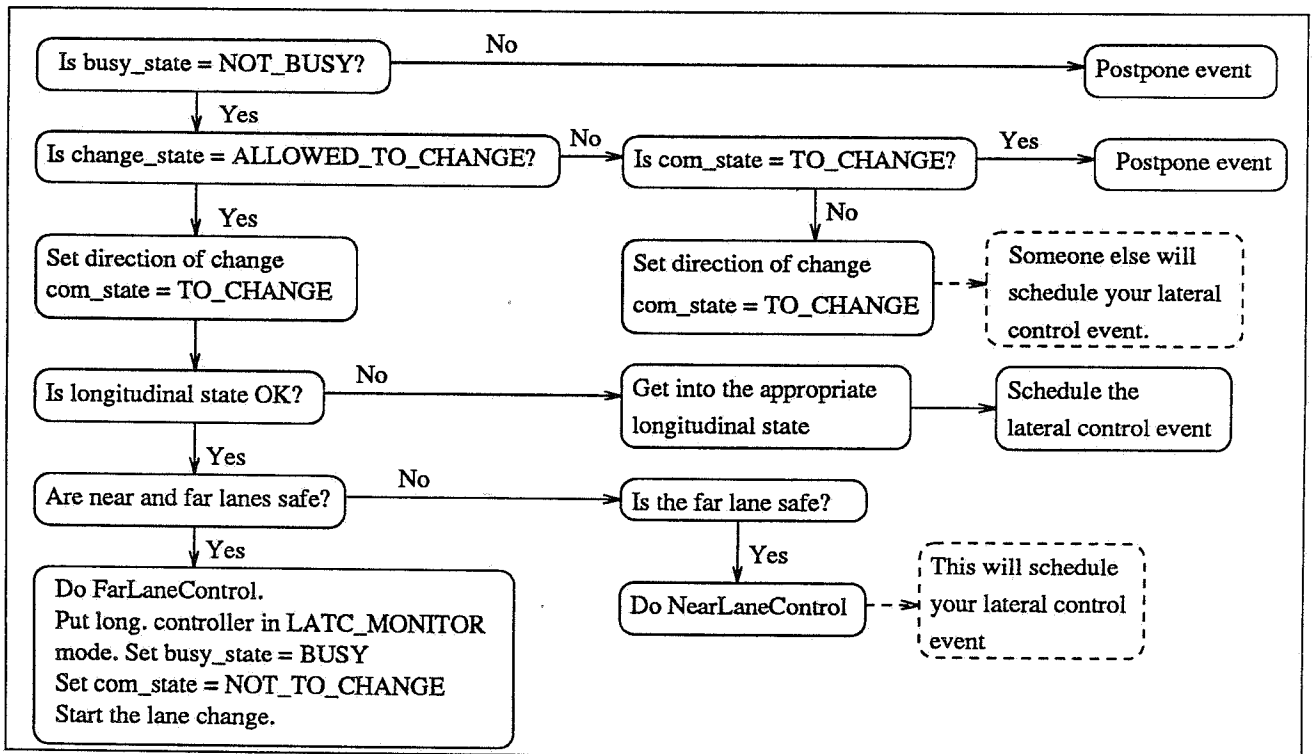 No
Is busy_state = NOT_BUSY?
Postpone event
Yes
Is change_state = ALLOWED_TO_CHANGE?
No
Is com_state = TO_CHANGE?
Yes
Postpone event
Yes
No
Set direction of change
com_state = TO_CHANGE
Set direction of change
com_state = TO_CHANGE
Someone else will
schedule your lateral
control event.
Is longitudinal state OK?
No
Get into the appropriate
longitudinal state
Schedule the
lateral control event
Yes
Are near and far lanes safe?
No
Is the far lane safe?
Yes
Yes
Do FarLaneControl.
Put long. controller in LATC_MONITOR
mode. Set busy_state = BUSY
Set com_state = NOT_TO_CHANGE
Start the lane change.
Do NearLaneControl
This will schedule
your lateral control
event